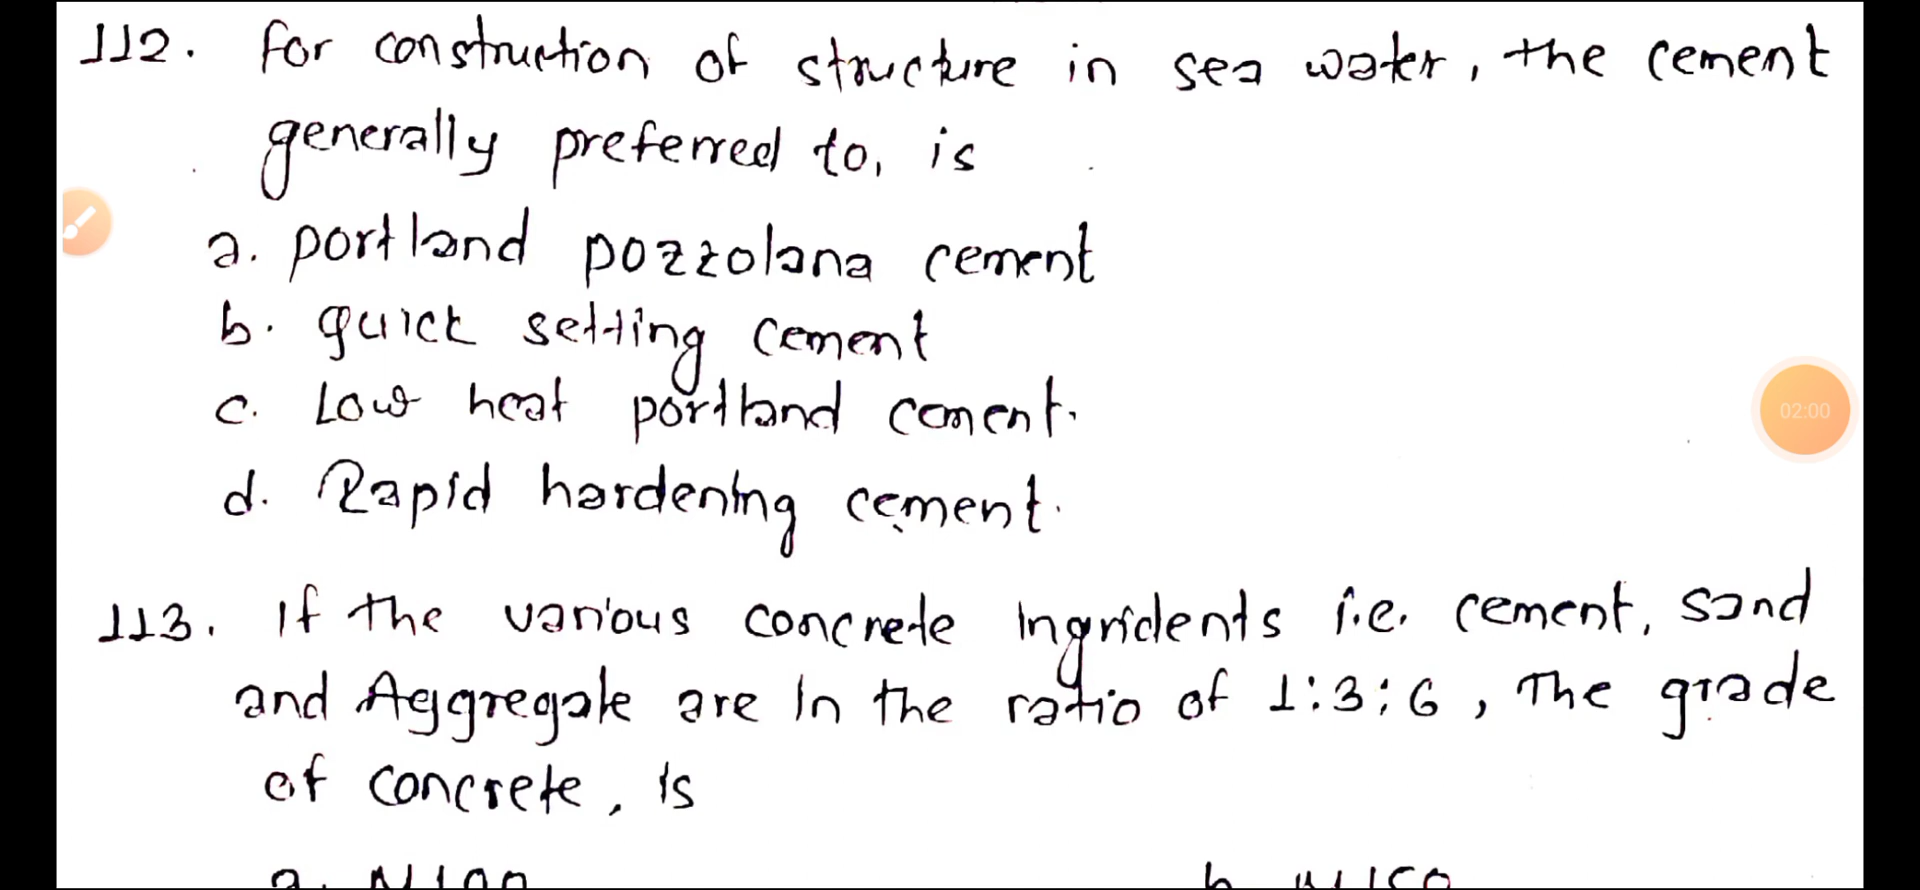 112. For construction of structure in sea water, the cement
generally preferred to, is
a. portland pozzolana cement
b. quick setting cement
c. Low heat portland cement.
d. Rapid hardening cement.
02:00
113. If the various concrete ingridents i.e. cement, sand
and Aggregate are in the ratio of 1:3:6, The grade
of concrete, is
a. M100 b. M150